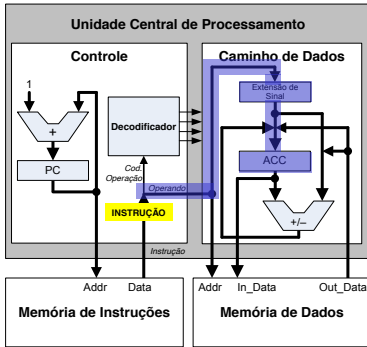 Unidade Central de Processamento
Controle
Caminho de Dados
1
Extensão de
Sinal
+
Decodificador
PC
ACC
Cod.
Operação
Operando
INSTRUÇÃO
+/–
Instrução
Addr
Data
Addr
In_Data
Out_Data
Memória de Instruções
Memória de Dados